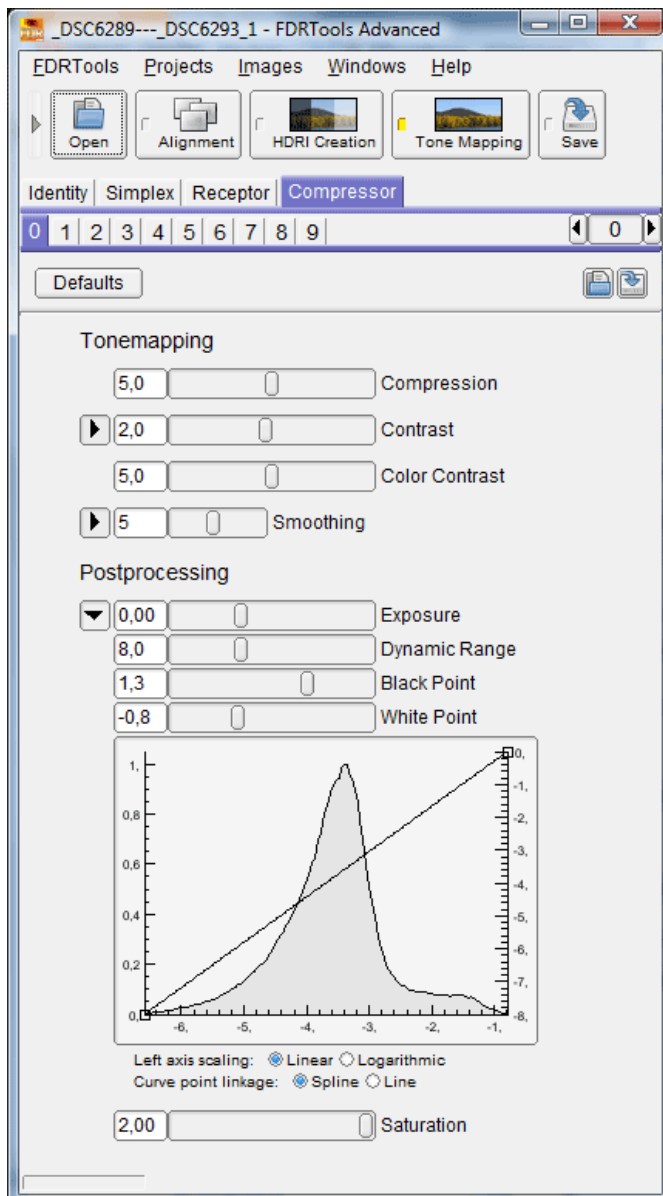 _DSC6289---_DSC6293_1 - FDRTools Advanced
FDRTools Projects Images Windows Help
Open Alignment HDRI Creation Tone Mapping Save
Identity Simplex Receptor Compressor
0 1 2 3 4 5 6 7 8 9 0
Defaults
Tonemapping
5,0 Compression
2,0 Contrast
5,0 Color Contrast
5 Smoothing
Postprocessing
0,00 Exposure
8,0 Dynamic Range
1,3 Black Point
-0,8 White Point
1, 0,
-1,
0,8 -2,
-3,
0,6
-4,
0,4 -5,
-6,
0,2
-7,
0, -8,
-6, -5, -4, -3, -2, -1,
Left axis scaling: Linear Logarithmic
Curve point linkage: Spline Line
2,00 Saturation